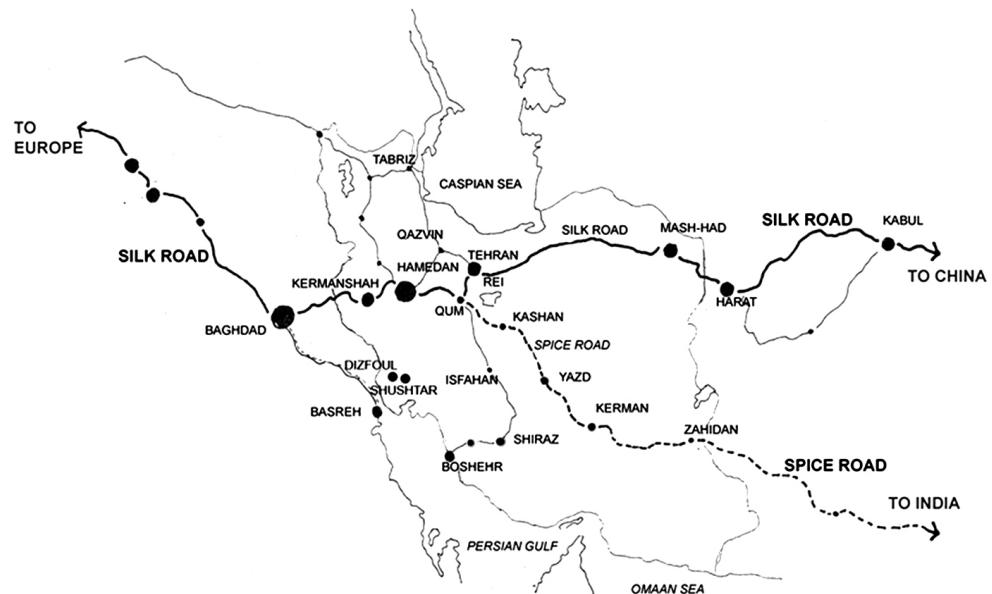 TO
EUROPE
TABRIZ
CASPIAN SEA
SILK ROAD
KABUL
MASH-HAD
SILK ROAD
QAZVIN
TEHRAN
SILK ROAD
HAMEDAN
TO CHINA
REI
KERMANSHAH
HARAT
QUM
KASHAN
BAGHDAD
SPICE ROAD
DIZFOUL
ISFAHAN
YAZD
SHUSHTAR
BASREH
KERMAN
ZAHIDAN
SHIRAZ
BOSHEHR
SPICE ROAD
TO INDIA
PERSIAN GULF
OMAAN SEA